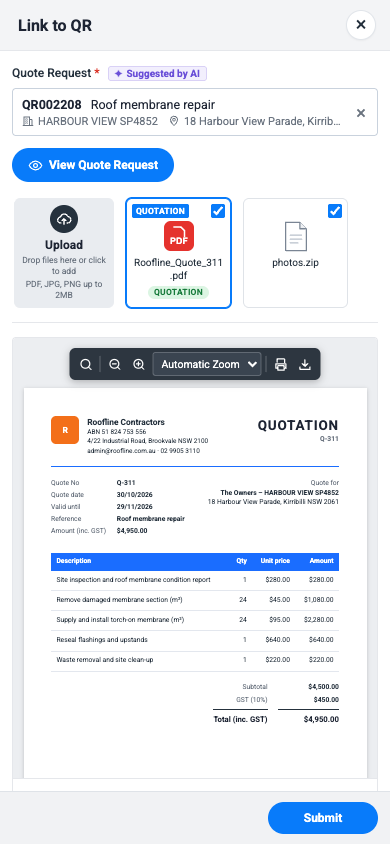 Link to QR
Quote Request * Suggested by AI
QR002208 Roof membrane repair
HARBOUR VIEW SP4852 18 Harbour View Parade, Kirrib...
View Quote Request
Upload
Drop files here or click to add
PDF, JPG, PNG up to 2MB
QUOTATION
PDF
Roofline_Quote_311.pdf
QUOTATION
photos.zip
Automatic Zoom
R
Roofline Contractors
ABN 51 824 753 556
4/22 Industrial Road, Brookvale NSW 2100
admin@roofline.com.au · 02 9905 3110
QUOTATION
Q-311
Quote No Q-311
Quote date 30/10/2026
Valid until 29/11/2026
Reference Roof membrane repair
Amount (inc. GST) $4,950.00
Quote for
The Owners – HARBOUR VIEW SP4852
18 Harbour View Parade, Kirribilli NSW 2061
Description Qty Unit price Amount
Site inspection and roof membrane condition report 1 $280.00 $280.00
Remove damaged membrane section (m²) 24 $45.00 $1,080.00
Supply and install torch-on membrane (m²) 24 $95.00 $2,280.00
Reseal flashings and upstands 1 $640.00 $640.00
Waste removal and site clean-up 1 $220.00 $220.00
Subtotal $4,500.00
GST (10%) $450.00
Total (inc. GST) $4,950.00
Submit